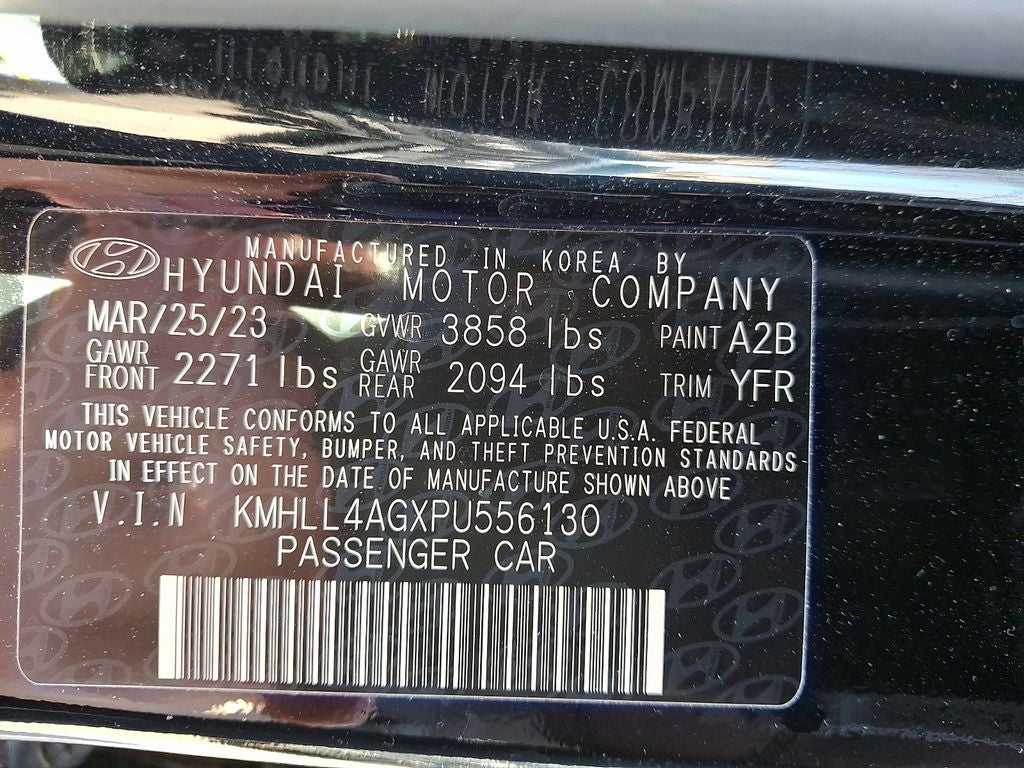 MANUFACTURED IN KOREA BY
HYUNDAI MOTOR COMPANY
MAR/25/23 GVWR 3858 lbs PAINT A2B
GAWR FRONT 2271 lbs GAWR REAR 2094 lbs TRIM YFR
THIS VEHICLE CONFORMS TO ALL APPLICABLE U.S.A. FEDERAL
MOTOR VEHICLE SAFETY, BUMPER, AND THEFT PREVENTION STANDARDS
IN EFFECT ON THE DATE OF MANUFACTURE SHOWN ABOVE
V.I.N KMHLL4AGXPU556130
PASSENGER CAR